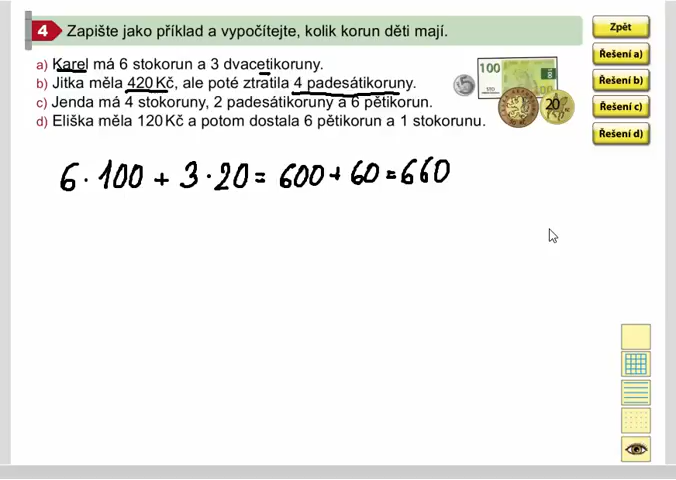 4 Zapište jako příklad a vypočítejte, kolik korun děti mají.
a) Karel má 6 stokorun a 3 dvacetikoruny.
b) Jitka měla 420 Kč, ale poté ztratila 4 padesátikoruny.
c) Jenda má 4 stokoruny, 2 padesátikoruny a 6 pětikorun.
d) Eliška měla 120 Kč a potom dostala 6 pětikorun a 1 stokorunu.
100
20
6 · 100 + 3 · 20 = 600 + 60 = 660
Zpět
Řešení a)
Řešení b)
Řešení c)
Řešení d)